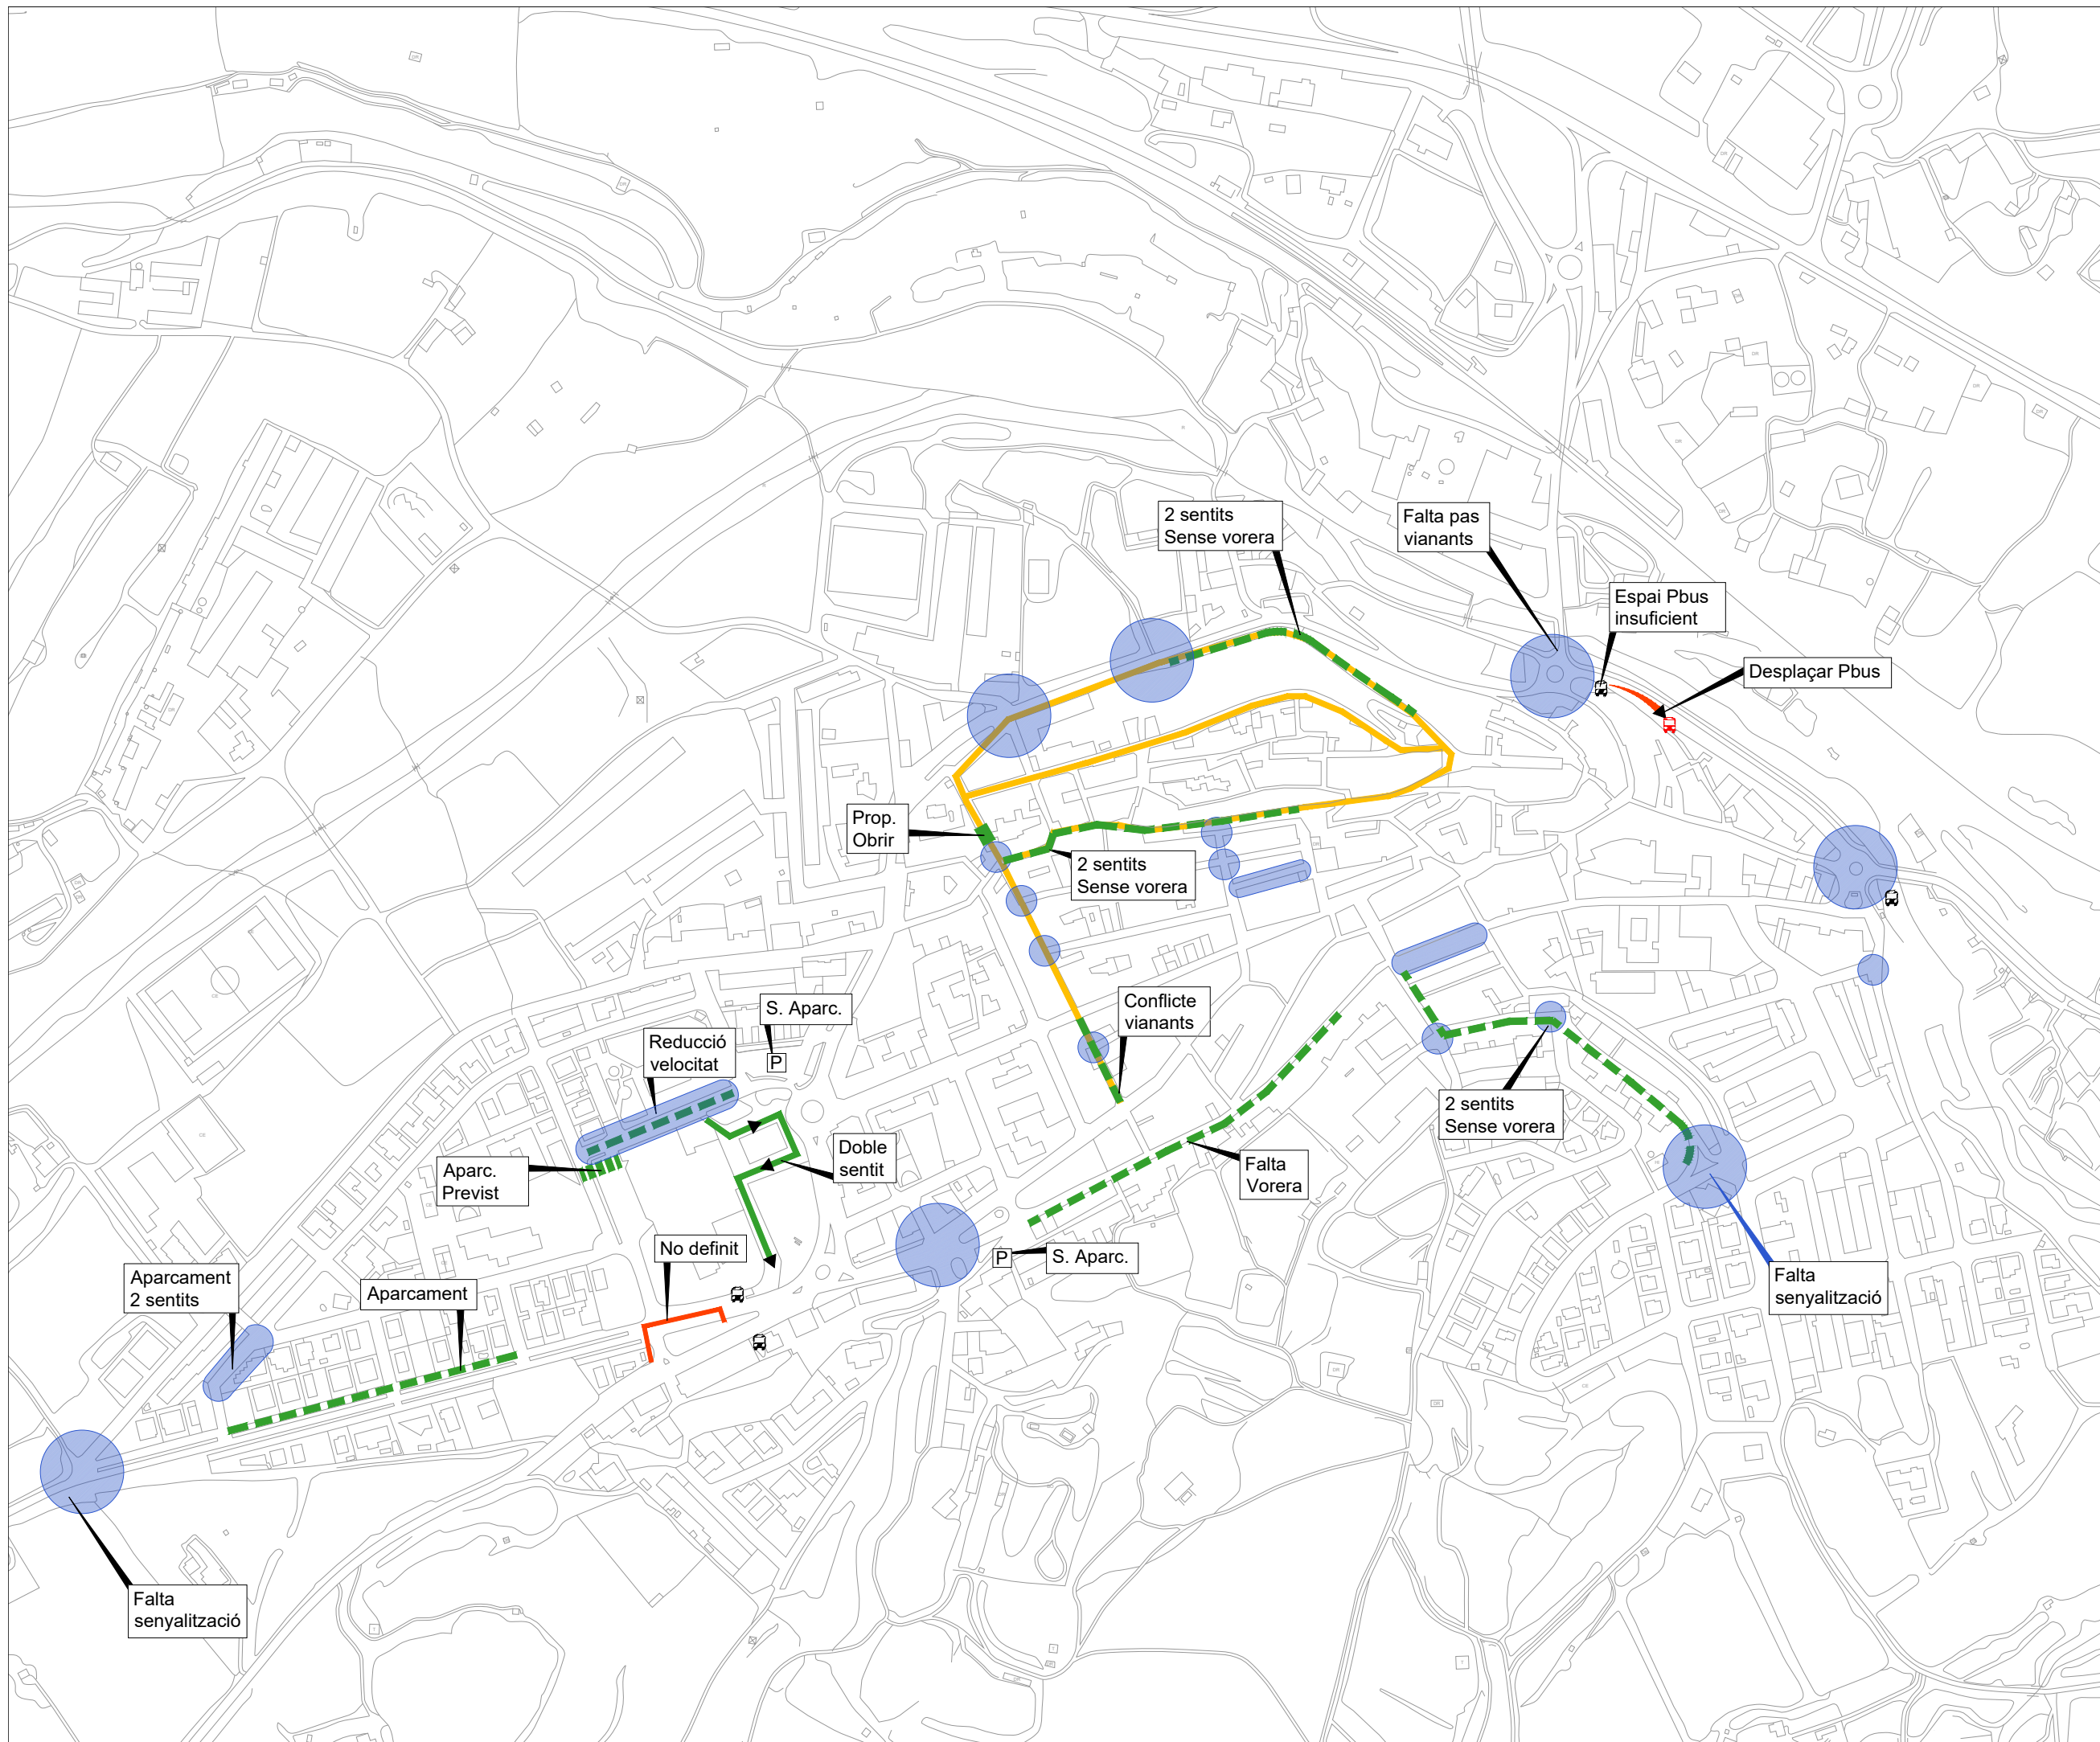 2 sentits
Sense vorera
Falta pas
vianants
Espai Pbus
insuficient
Desplaçar Pbus
Prop.
Obrir
2 sentits
Sense vorera
S. Aparc.
P
Conflicte
vianants
Reducció
velocitat
2 sentits
Sense vorera
Doble
sentit
Aparc.
Previst
Falta
Vorera
No definit
P
S. Aparc.
Aparcament
2 sentits
Aparcament
Falta
senyalització
Falta
senyalització